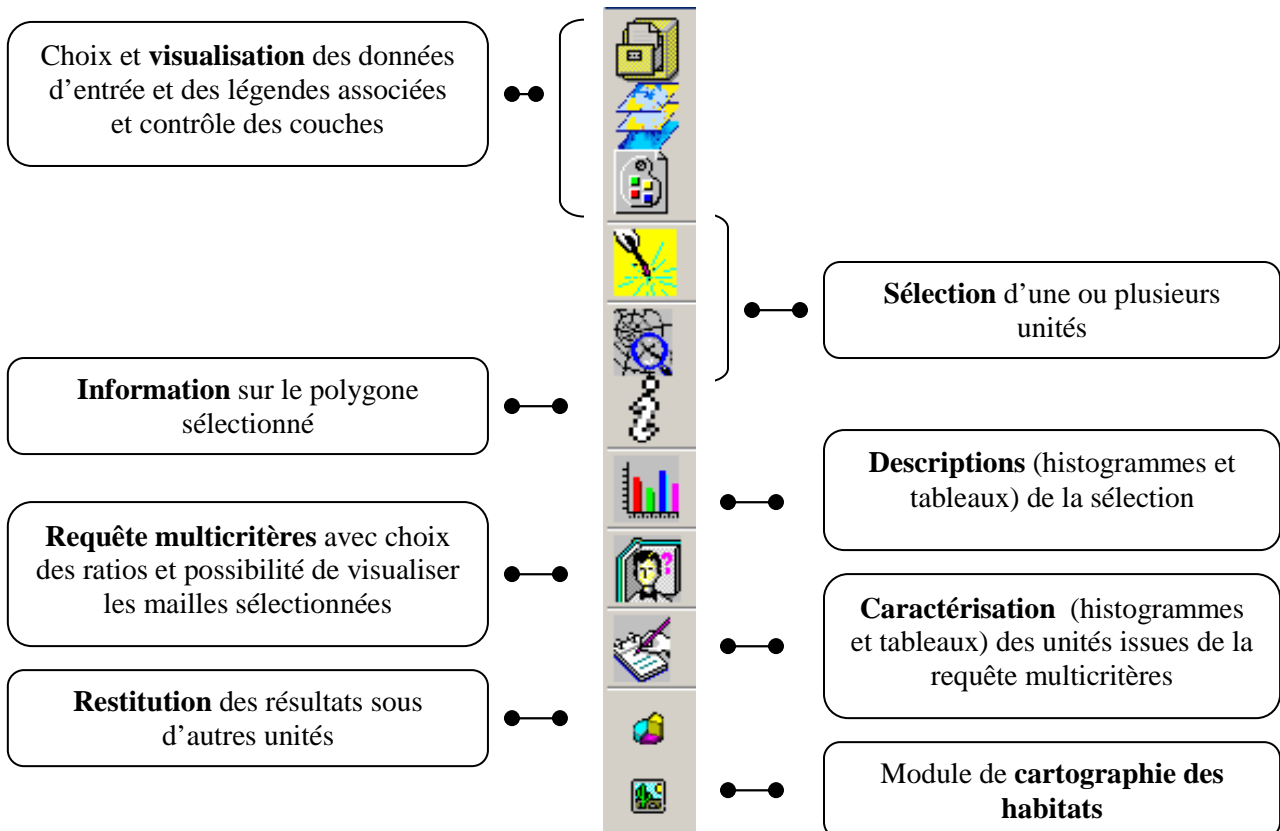 Choix et visualisation des données
d’entrée et des légendes associées
et contrôle des couches
Sélection d’une ou plusieurs
unités
Information sur le polygone
sélectionné
Descriptions (histogrammes et
tableaux) de la sélection
Requête multicritères avec choix
des ratios et possibilité de visualiser
les mailles sélectionnées
Caractérisation (histogrammes
et tableaux) des unités issues de la
requête multicritères
Restitution des résultats sous
d’autres unités
Module de cartographie des
habitats